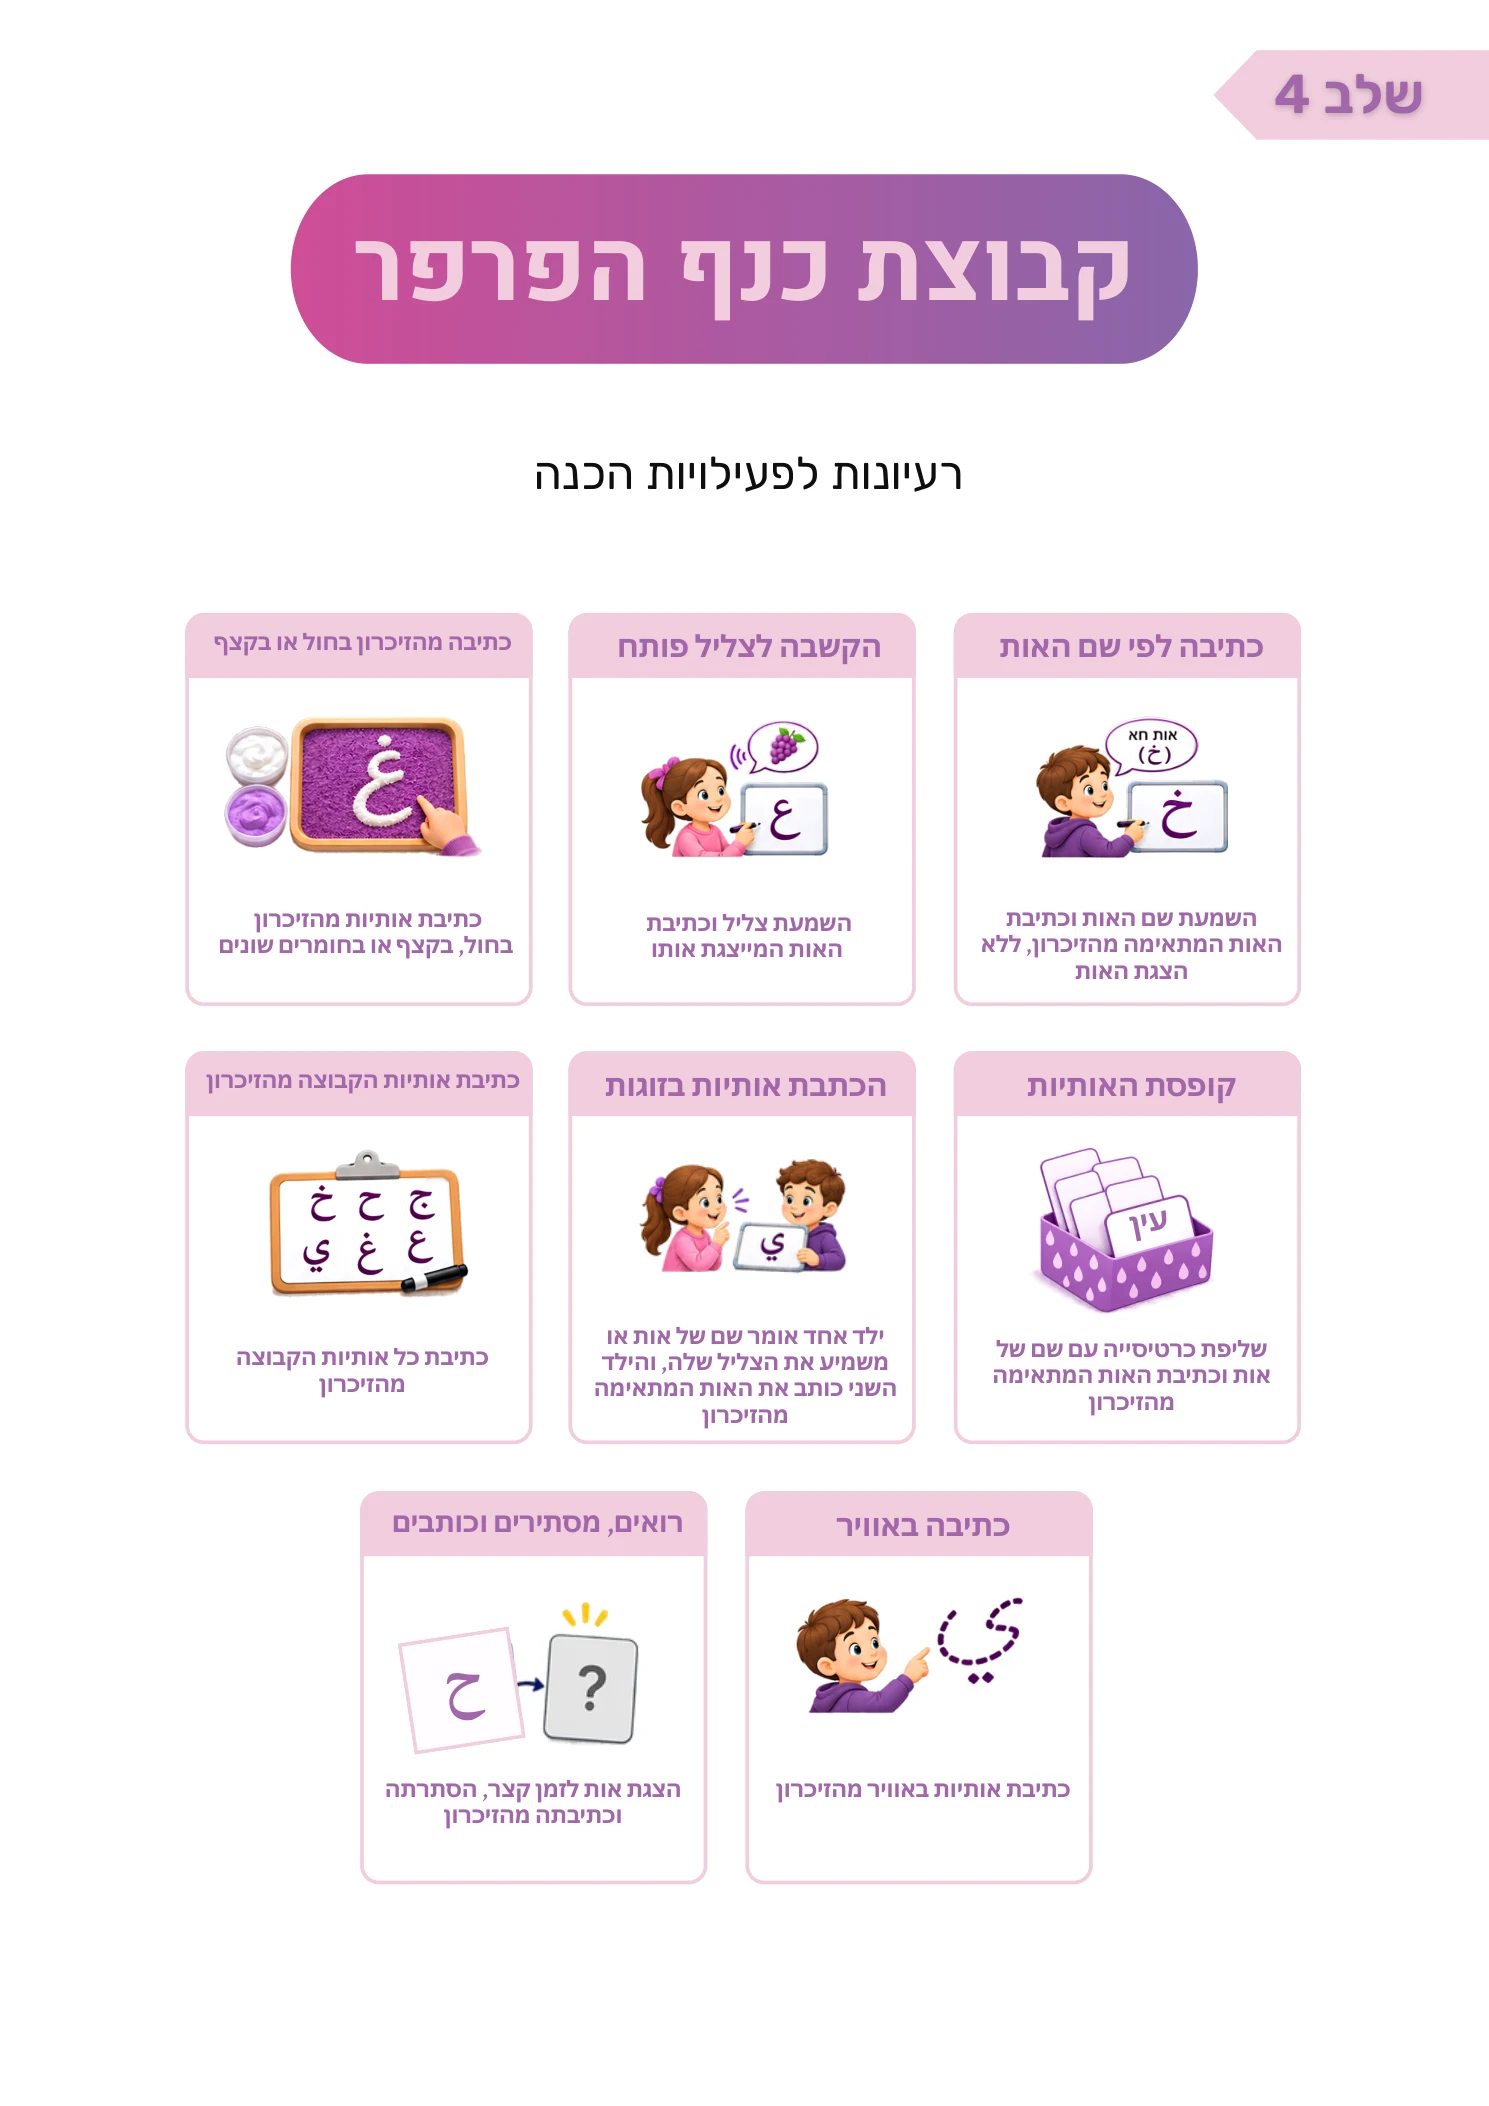 שלב 4
קבוצת כנף הפרפר
רעיונות לפעילויות הכנה
כתיבה לפי שם האות
אות חא
(خ)
خ
השמעת שם האות וכתיבת
האות המתאימה מהזיכרון, ללא
הצגת האות
הקשבה לצליל פותח
ع
השמעת צליל וכתיבת
האות המייצגת אותו
כתיבה מהזיכרון בחול או בקצף
غ
כתיבת אותיות מהזיכרון
בחול, בקצף או בחומרים שונים
קופסת האותיות
עין
שליפת כרטיסייה עם שם של
אות וכתיבת האות המתאימה
מהזיכרון
הכתבת אותיות בזוגות
ي
ילד אחד אומר שם של אות או
משמיע את הצליל שלה, והילד
השני כותב את האות המתאימה
מהזיכרון
כתיבת אותיות הקבוצה מהזיכרון
ج ح خ
ع غ ي
כתיבת כל אותיות הקבוצה
מהזיכרון
כתיבה באוויר
ي
כתיבת אותיות באוויר מהזיכרון
רואים, מסתירים וכותבים
ح
?
הצגת אות לזמן קצר, הסתרתה
וכתיבתה מהזיכרון